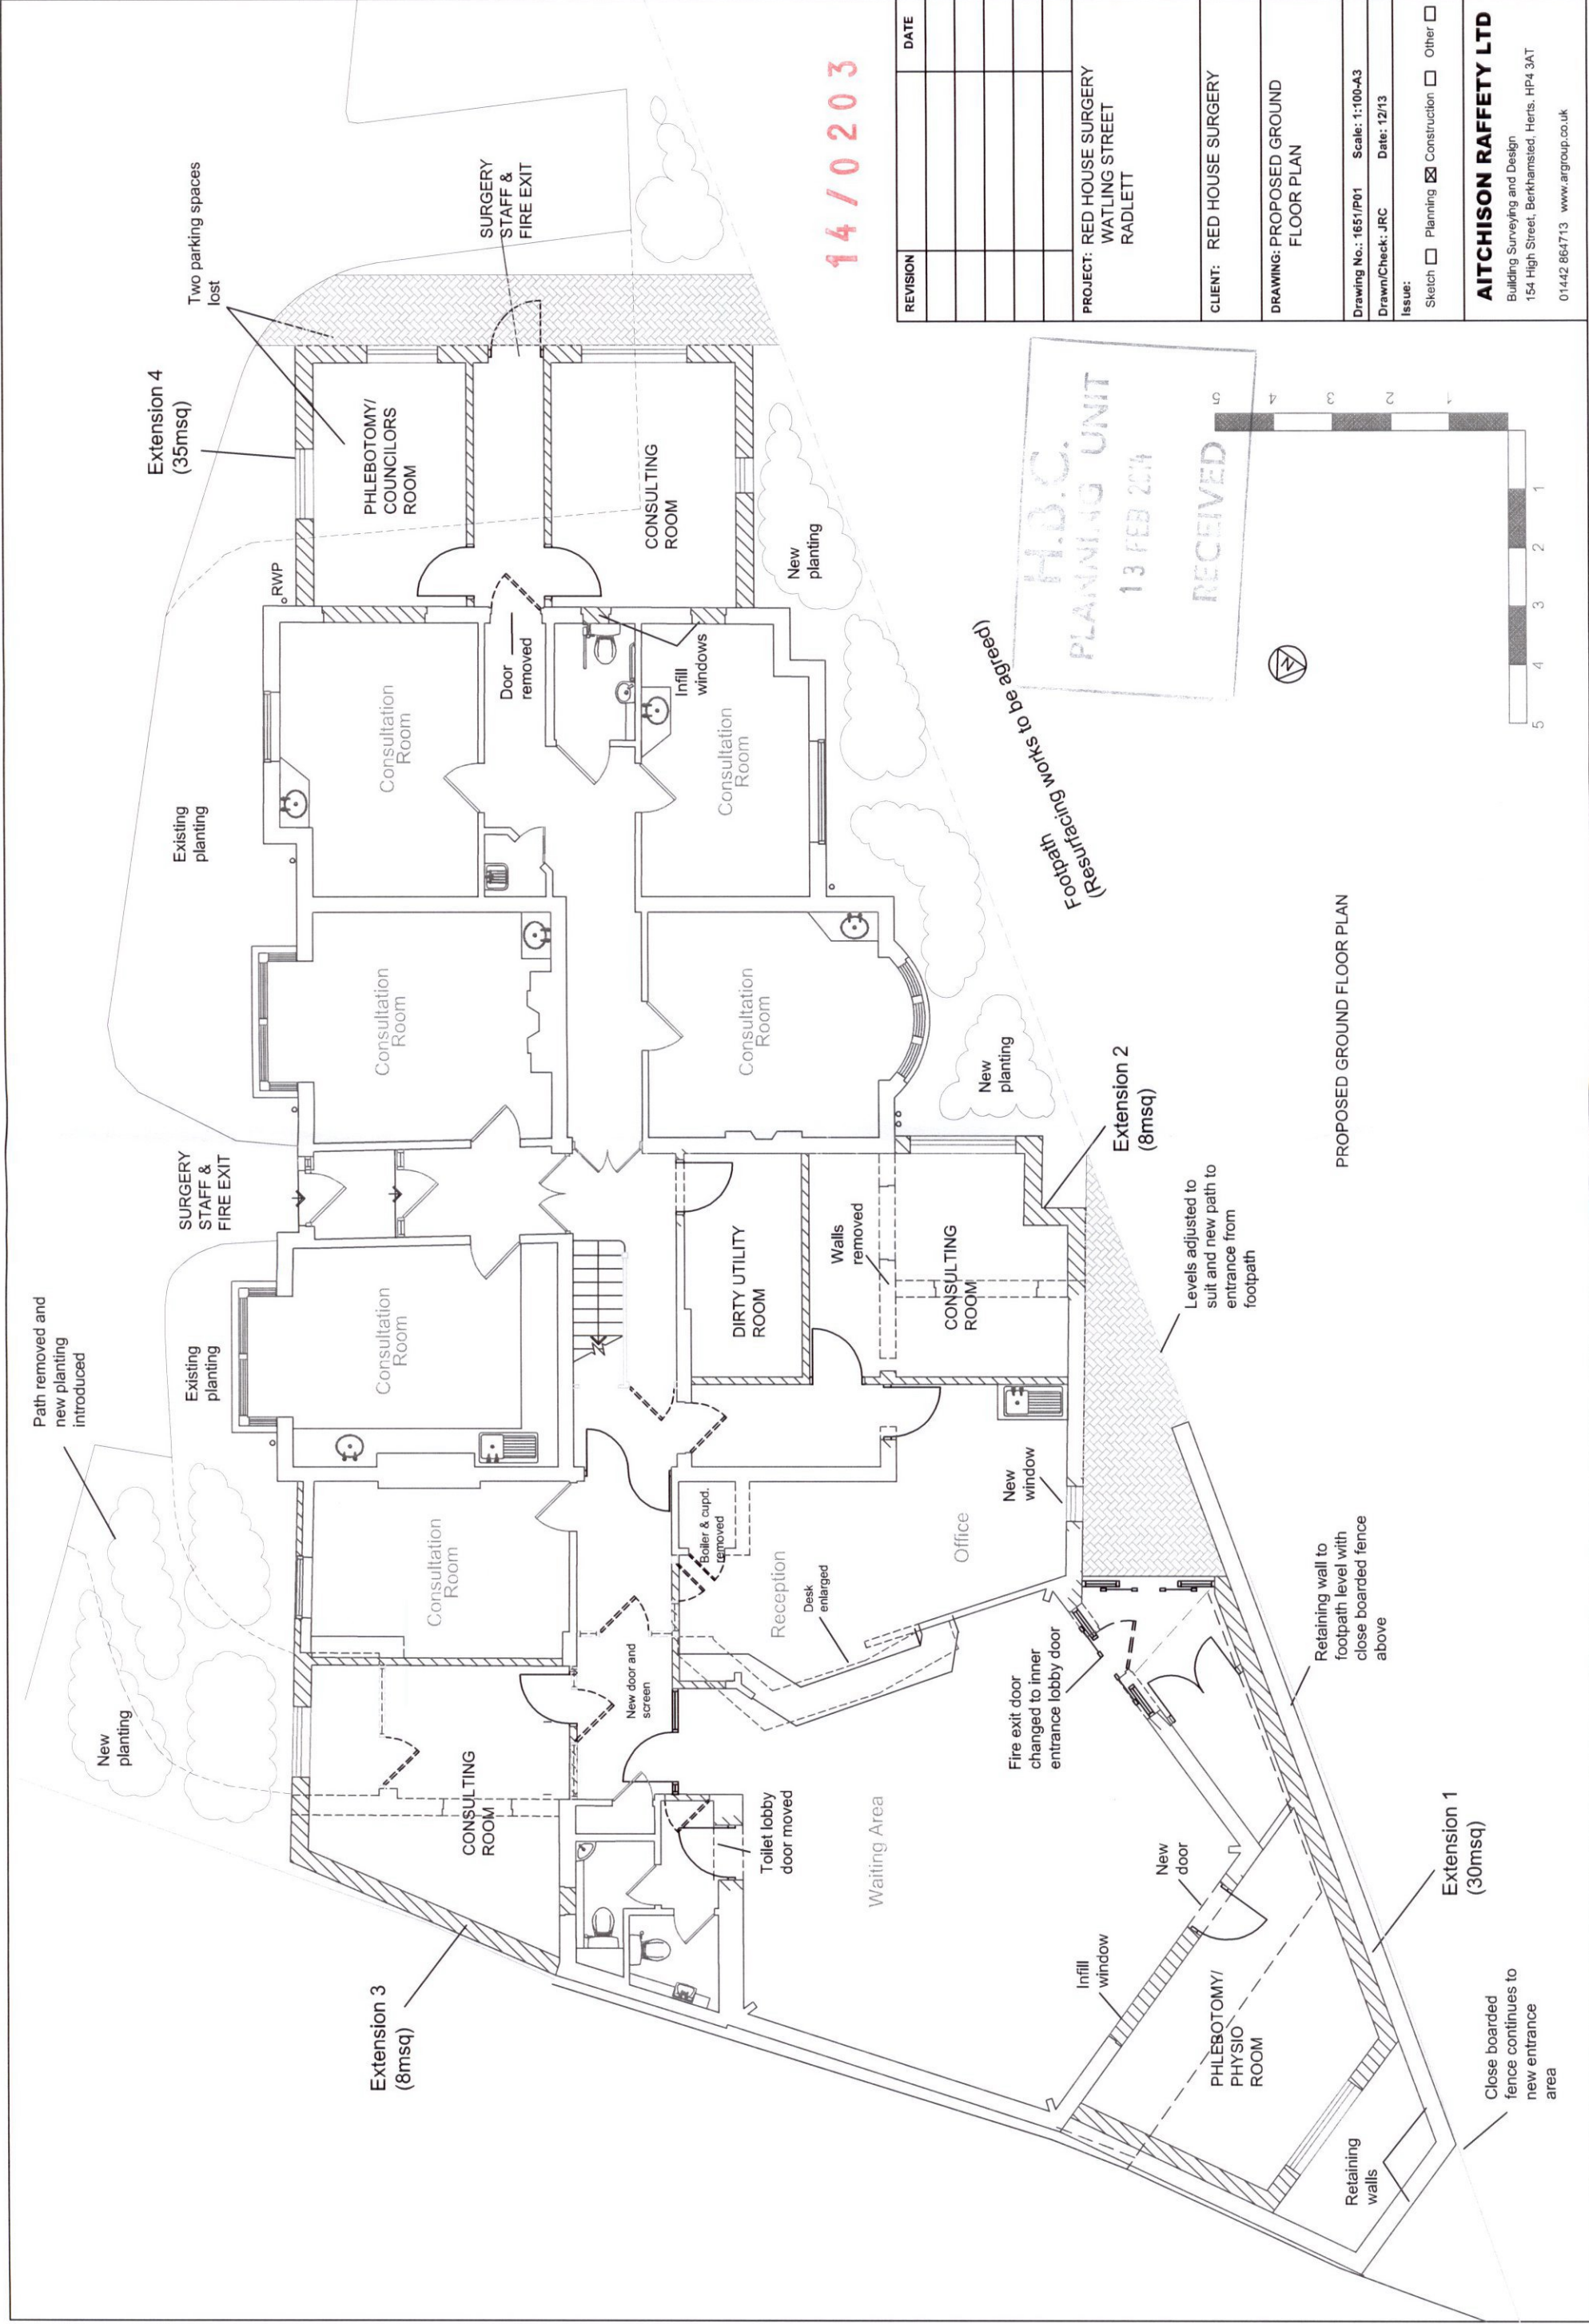 Path removed and
new planting
introduced
New
planting
Existing
planting
SURGERY
STAFF &
FIRE EXIT
Existing
planting
Extension 4
(35msq)
Two parking spaces
lost
RWP
SURGERY
STAFF &
FIRE EXIT
PHLEBOTOMY/
COUNCILORS
ROOM
CONSULTING
ROOM
New
planting
Door
removed
Infill
windows
Consultation
Room
Consultation
Room
Consultation
Room
Consultation
Room
Consultation
Room
Consultation
Room
New
planting
Extension 3
(8msq)
CONSULTING
ROOM
New door and
screen
Toilet lobby
door moved
Boiler & cupd.
removed
Reception
Desk
enlarged
Office
New
window
DIRTY UTILITY
ROOM
Walls
removed
CONSULTING
ROOM
Extension 2
(8msq)
Levels adjusted to
suit and new path to
entrance from
footpath
Footpath
(Resurfacing works to be agreed)
Waiting Area
Fire exit door
changed to inner
entrance lobby door
Retaining wall to
footpath level with
close boarded fence
above
New
door
Infill
window
PHLEBOTOMY/
PHYSIO
ROOM
Extension 1
(30msq)
Retaining
walls
Close boarded
fence continues to
new entrance
area
PROPOSED GROUND FLOOR PLAN
N
5
4
3
2
1
1
2
3
4
5
H.B.C.
PLANNING UNIT
13 FEB 2014
RECEIVED
14/0203
REVISION DATE
PROJECT: RED HOUSE SURGERY
WATLING STREET
RADLETT
CLIENT: RED HOUSE SURGERY
DRAWING: PROPOSED GROUND
FLOOR PLAN
Drawing No.: 1651/P01 Scale: 1:100-A3
Drawn/Check: JRC Date: 12/13
Issue:
Sketch ☐ Planning ☒ Construction ☐ Other ☐
AITCHISON RAFFETY LTD
Building Surveying and Design
154 High Street, Berkhamsted, Herts. HP4 3AT
01442 864713 www.argroup.co.uk